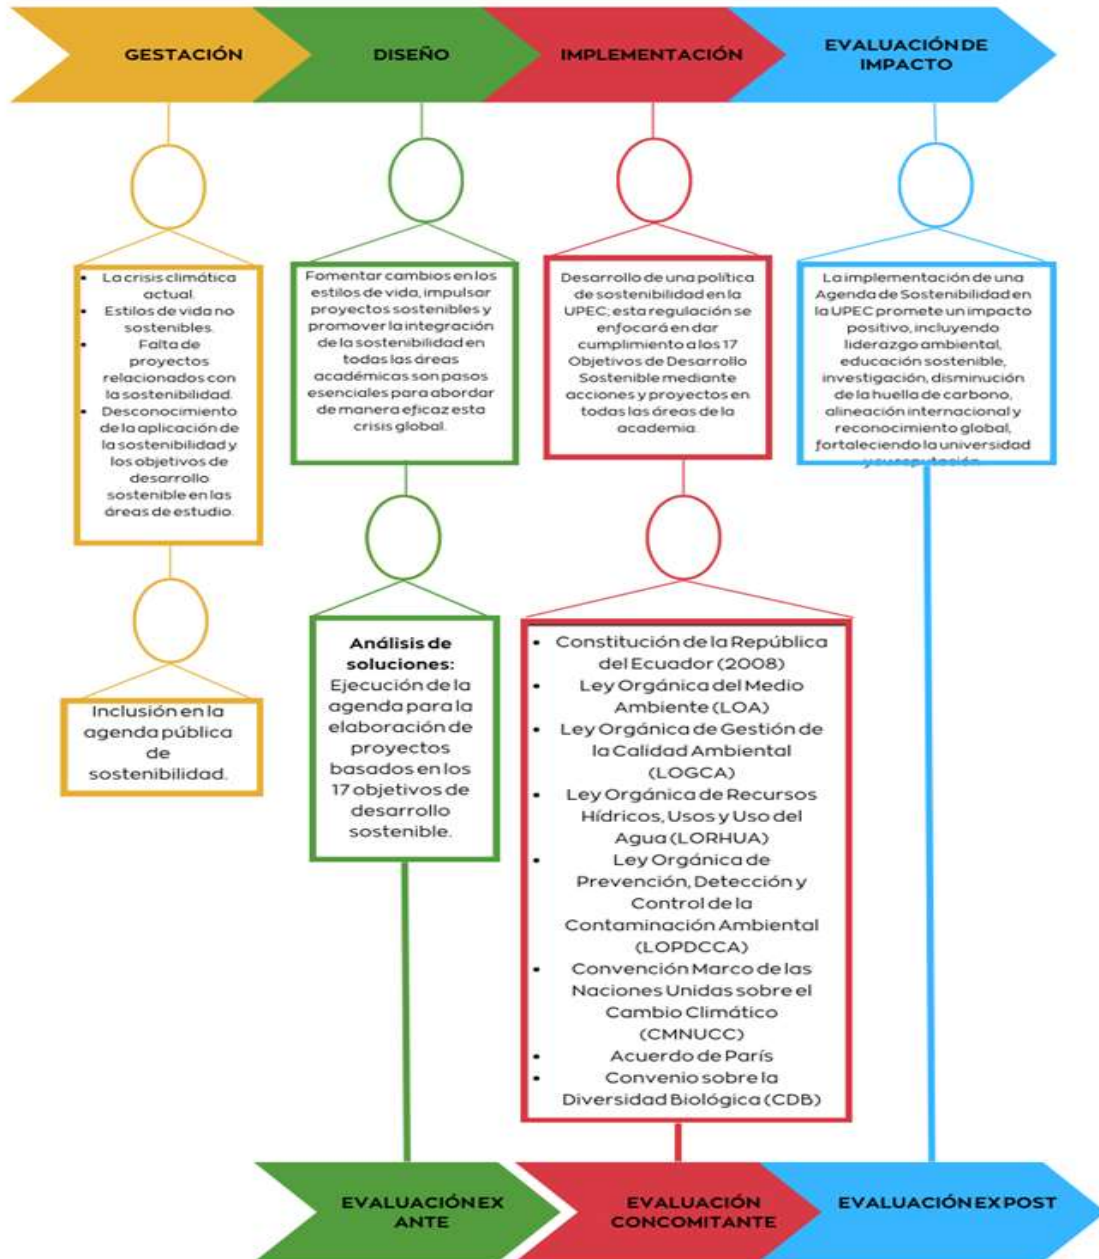 GESTACIÓN
DISEÑO
IMPLEMENTACIÓN
EVALUACIÓN DE
IMPACTO
La crisis climática
actual.
Estilos de vida no
sostenibles.
Falta de
proyectos
relacionados con
la sostenibilidad.
Desconocimiento
de la aplicación de
la sostenibilidad y
los objetivos de
desarrollo
sostenible en las
áreas de estudio.
Inclusión en la
agenda pública
de
sostenibilidad.
Fomentar cambios en los
estilos de vida, impulsar
proyectos sostenibles y
promover la integración
de la sostenibilidad en
todas las áreas
académicas son pasos
esenciales para abordar
de manera eficaz esta
crisis global.
Análisis de
soluciones:
Ejecución de la
agenda para la
elaboración de
proyectos
basados en los
17 objetivos de
desarrollo
sostenible.
Desarrollo de una política
de sostenibilidad en la
UPEC; esta regulación se
enfocará en dar
cumplimiento a los 17
Objetivos de Desarrollo
Sostenible mediante
acciones y proyectos en
todas las áreas de la
academia.
Constitución de la República
del Ecuador (2008)
Ley Orgánica del Medio
Ambiente (LOA)
Ley Orgánica de Gestión de
la Calidad Ambiental
(LOGCA)
Ley Orgánica de Recursos
Hídricos, Usos y Uso del
Agua (LORHUA)
Ley Orgánica de
Prevención, Detección y
Control de la
Contaminación Ambiental
(LOPDCCA)
Convención Marco de las
Naciones Unidas sobre el
Cambio Climático
(CMNUCC)
Acuerdo de París
Convenio sobre la
Diversidad Biológica (CDB)
La implementación de una
Agenda de Sostenibilidad en
la UPEC promete un impacto
positivo, incluyendo
liderazgo ambiental,
educación sostenible,
investigación, disminución
de la huella de carbono,
alineación internacional y
reconocimiento global,
fortaleciendo la universidad
y su reputación.
EVALUACIÓN EX
ANTE
EVALUACIÓN
CONCOMITANTE
EVALUACIÓN EX POST